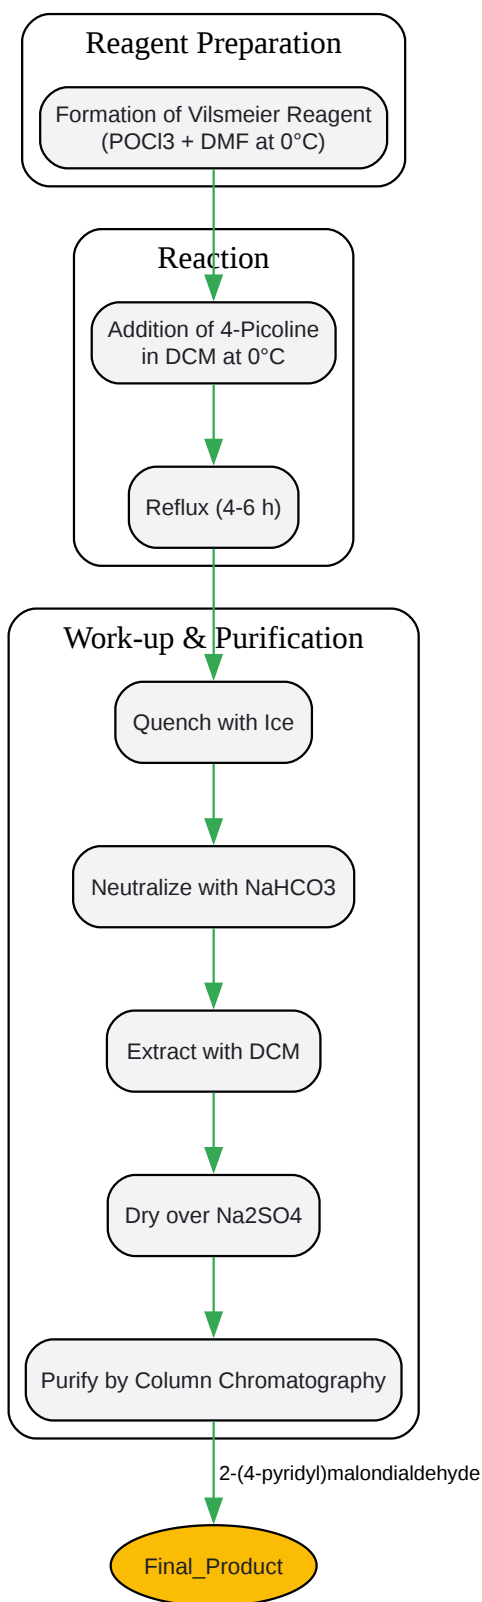 Reagent Preparation
Formation of Vilsmeier Reagent
(POCl3 + DMF at 0°C)
Reaction
Addition of 4-Picoline
in DCM at 0°C
Reflux (4-6 h)
Work-up & Purification
Quench with Ice
Neutralize with NaHCO3
Extract with DCM
Dry over Na2SO4
Purify by Column Chromatography
2-(4-pyridyl)malondialdehyde
Final_Product